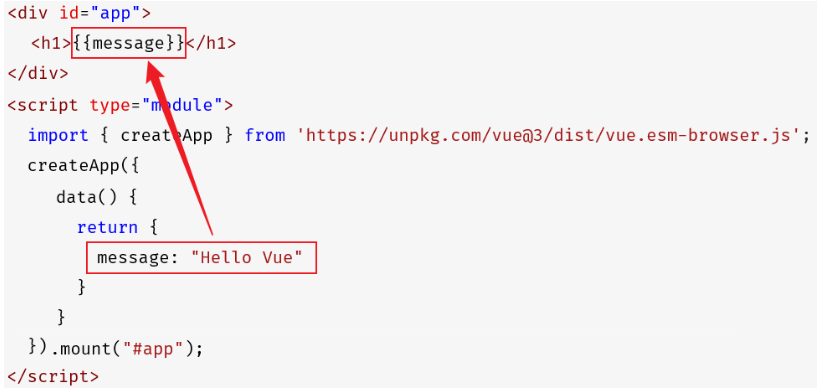 <div id="app">
<h1>{{message}}</h1>
</div>
<script type="module">
import { createApp } from 'https://unpkg.com/vue@3/dist/vue.esm-browser.js';
createApp({
data() {
return {
message: "Hello Vue"
}
}
}).mount("#app");
</script>